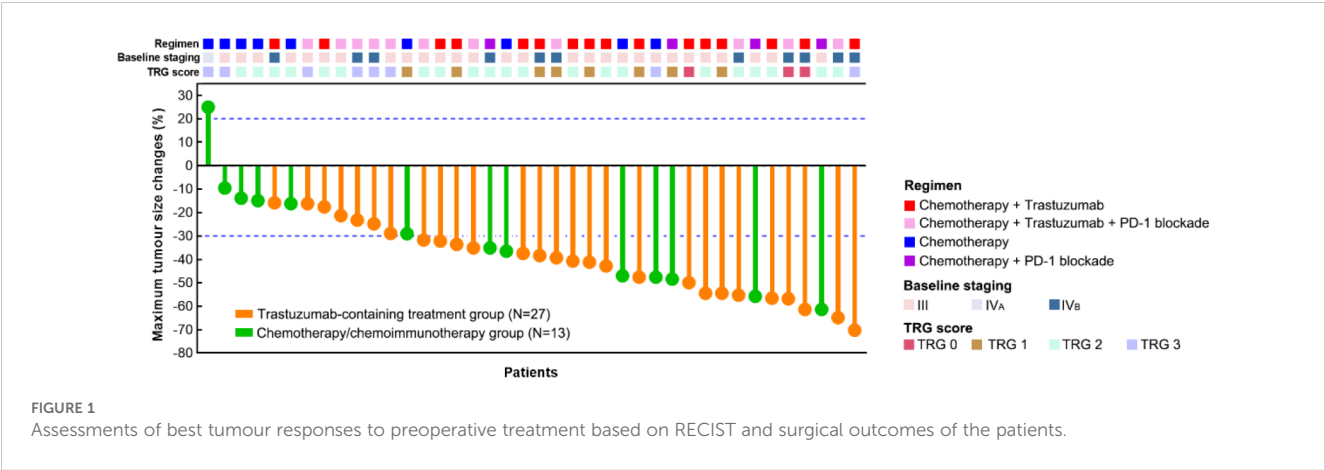 Regimen
Baseline staging
TRG score
30
20
10
0
-10
-20
-30
-40
-50
-60
-70
-80
Maximum tumour size changes (%)
Trastuzumab-containing treatment group (N=27)
Chemotherapy/chemoimmunotherapy group (N=13)
Patients
Regimen
Chemotherapy + Trastuzumab
Chemotherapy + Trastuzumab + PD-1 blockade
Chemotherapy
Chemotherapy + PD-1 blockade
Baseline staging
III IVA IVB
TRG score
TRG 0 TRG 1 TRG 2 TRG 3
FIGURE 1
Assessments of best tumour responses to preoperative treatment based on RECIST and surgical outcomes of the patients.